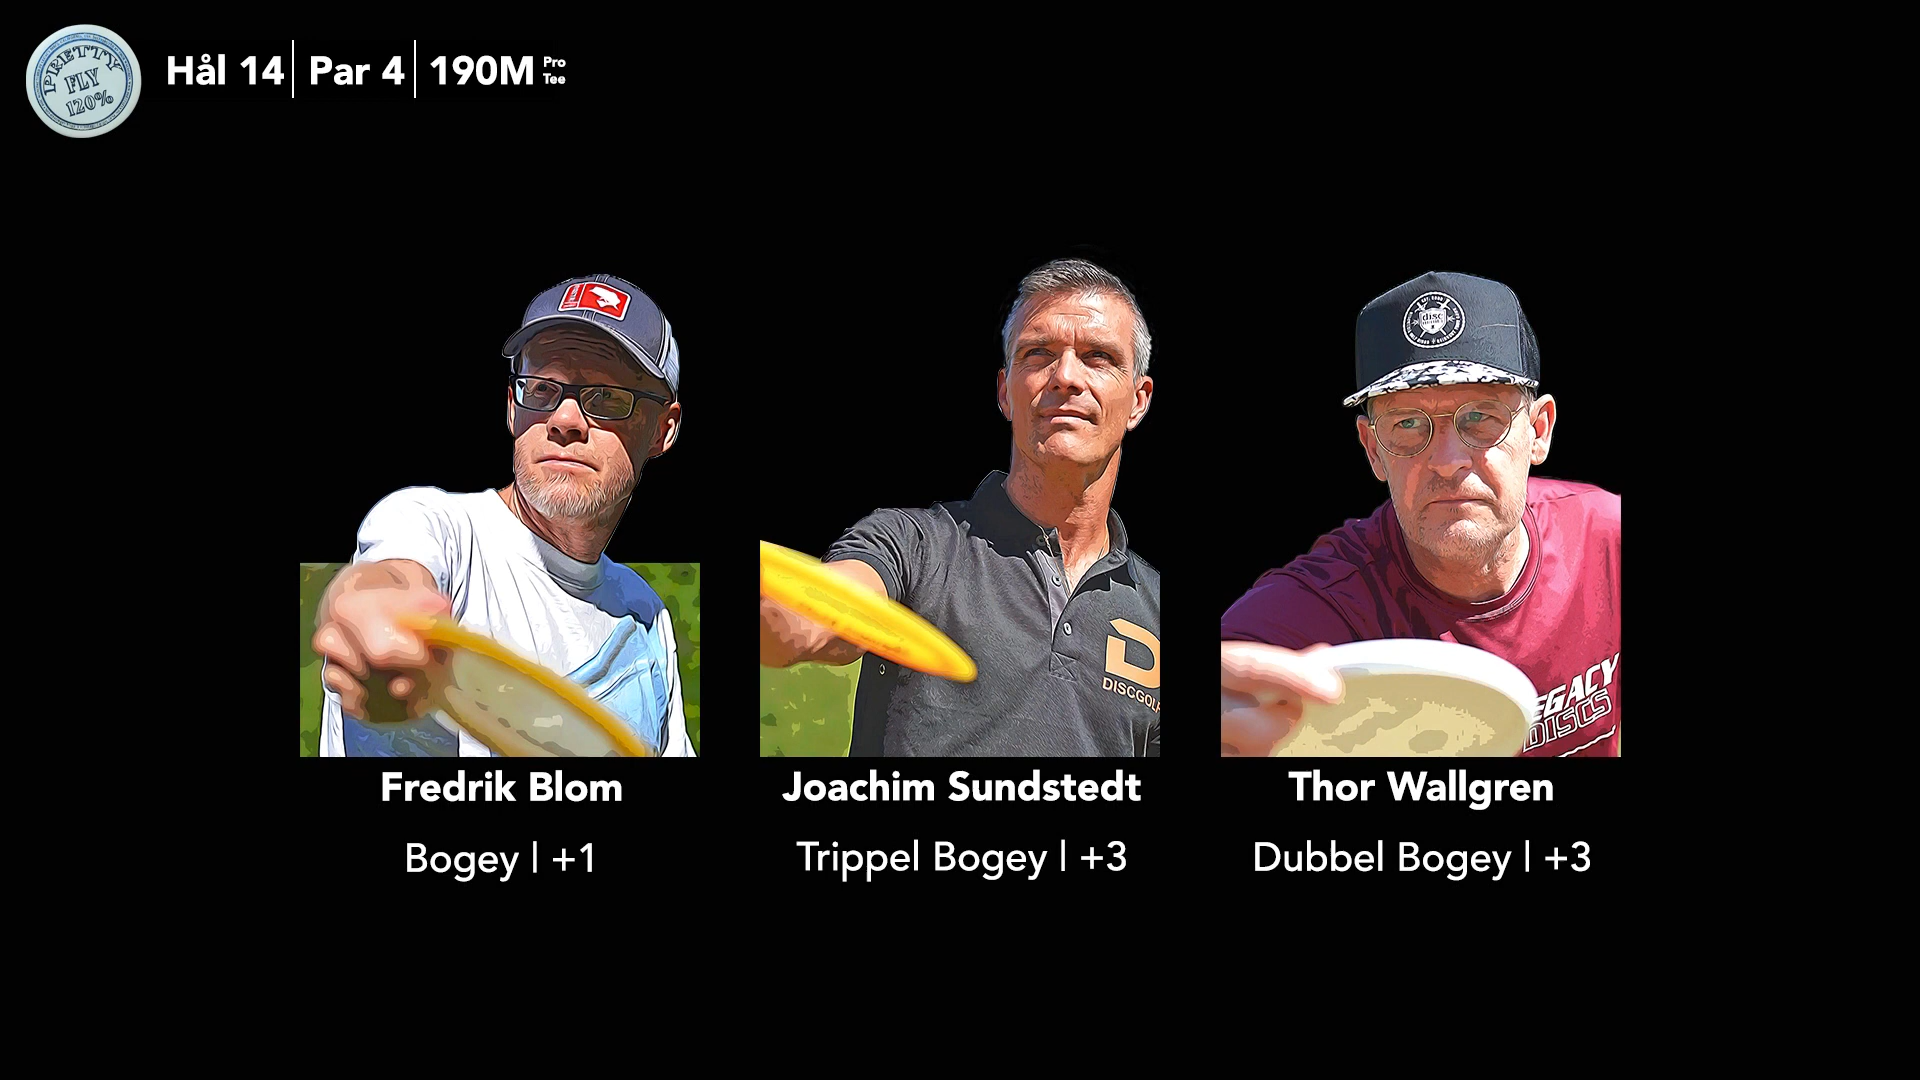 PRETTY
FLY
120%
Hål 14
Par 4
190M
Pro
Tee
disc
D
DISCGOLF
EGACY
DISCS
Fredrik Blom
Joachim Sundstedt
Thor Wallgren
Bogey | +1
Trippel Bogey | +3
Dubbel Bogey | +3